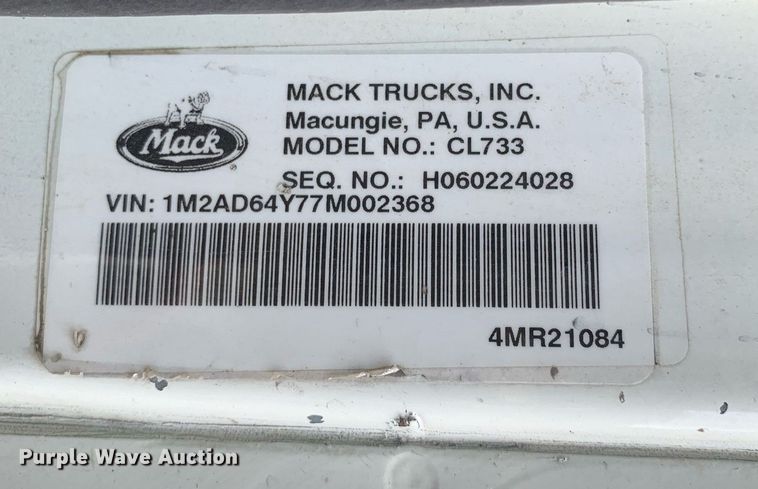 Mack
MACK TRUCKS, INC.
Macungie, PA, U.S.A.
MODEL NO.: CL733
SEQ. NO.: H060224028
VIN: 1M2AD64Y77M002368
4MR21084
Purple Wave Auction